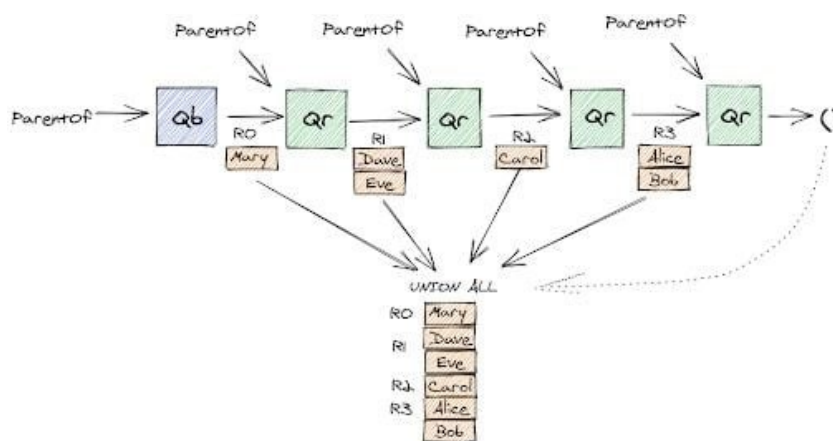 ParentOf
ParentOf
ParentOf
ParentOf
ParentOf
Qb
Qr
Qr
Qr
Qr
R0
R1
R2
R3
Mary
Dave
Carol
Alice
Eve
Bob
UNION ALL
R0 Mary
R1 Dave
Eve
R2 Carol
R3 Alice
Bob